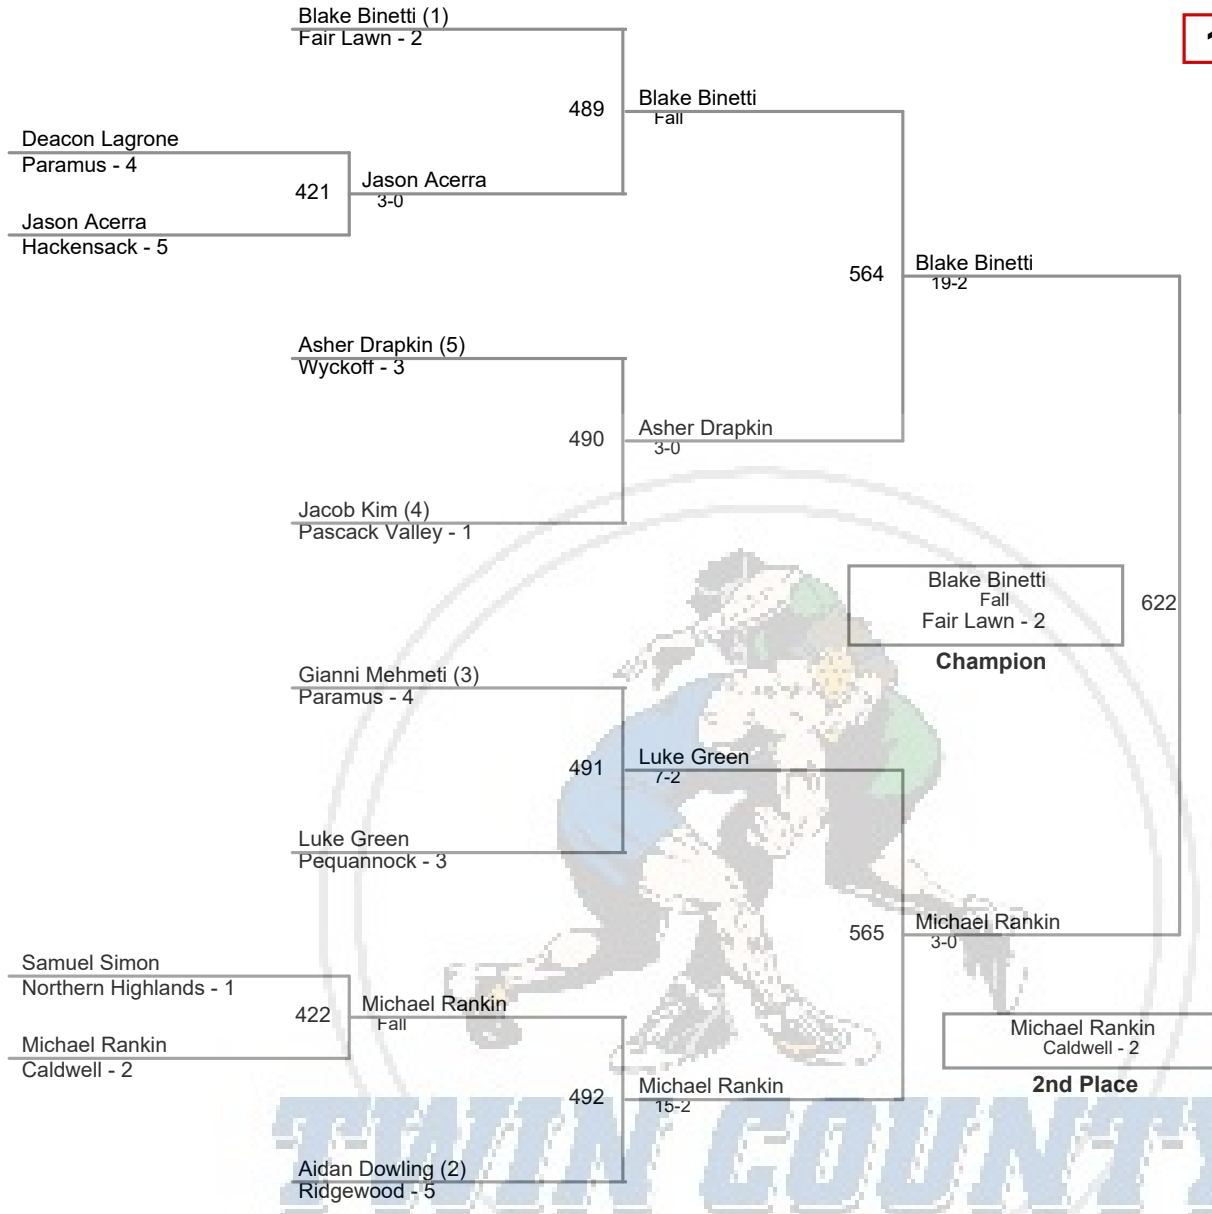 Blake Binetti (1)
Fair Lawn - 2
489
Blake Binetti
Fall
Deacon Lagrone
Paramus - 4
421
Jason Acerra
3-0
Jason Acerra
Hackensack - 5
564
Blake Binetti
19-2
Asher Drapkin (5)
Wyckoff - 3
490
Asher Drapkin
3-0
Jacob Kim (4)
Pascack Valley - 1
Blake Binetti
Fall
Fair Lawn - 2
622
Champion
Gianni Mehmeti (3)
Paramus - 4
491
Luke Green
7-2
Luke Green
Pequannock - 3
565
Michael Rankin
3-0
Samuel Simon
Northern Highlands - 1
422
Michael Rankin
Fall
Michael Rankin
Caldwell - 2
Michael Rankin
Caldwell - 2
2nd Place
492
Michael Rankin
15-2
Aidan Dowling (2)
Ridgewood - 5
TWIN COUNTY